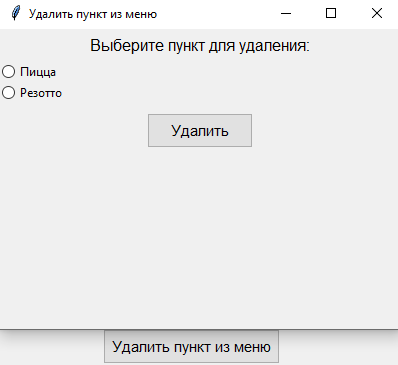 Удалить пункт из меню
Выберите пункт для удаления:
Пицца
Резотто
Удалить
Удалить пункт из меню